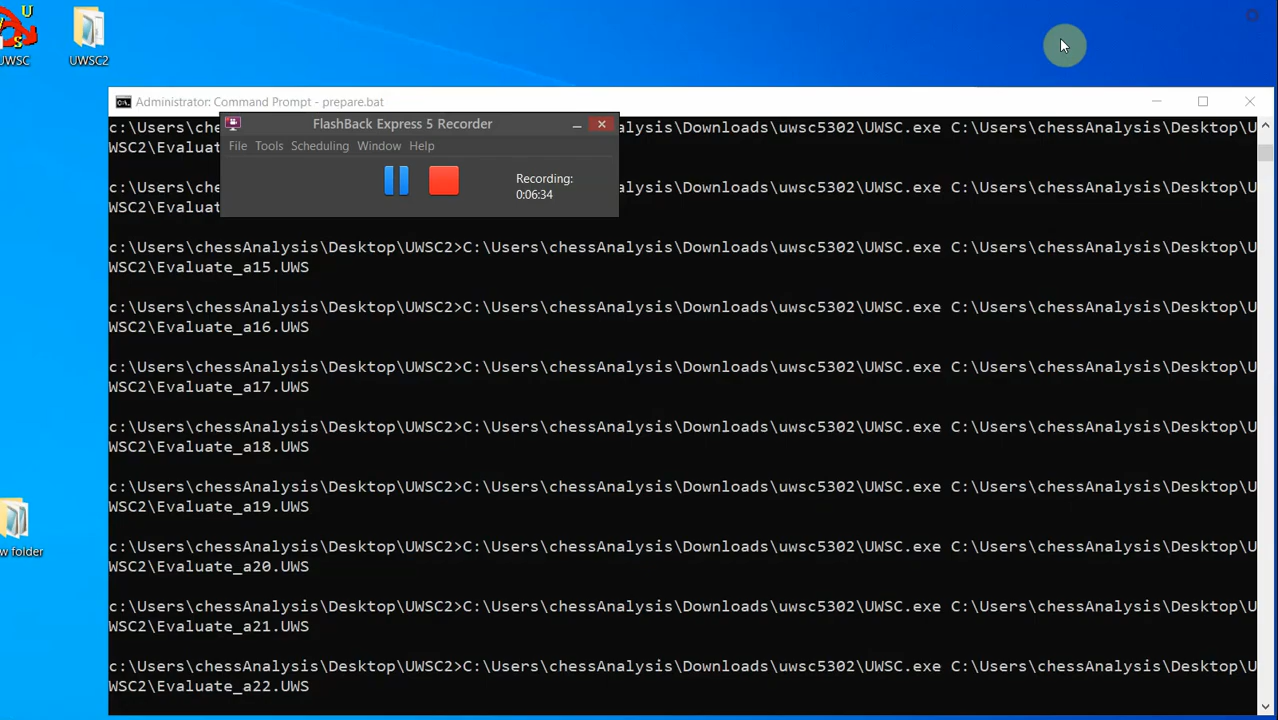 UWSC
UWSC2
Administrator: Command Prompt - prepare.bat
FlashBack Express 5 Recorder
File Tools Scheduling Window Help
Recording:
0:06:34
alysis\Downloads\uwsc5302\UWSC.exe C:\Users\chessAnalysis\Desktop\U
WSC2\Evaluat
alysis\Downloads\uwsc5302\UWSC.exe C:\Users\chessAnalysis\Desktop\U
WSC2\Evaluat
c:\Users\chessAnalysis\Desktop\UWSC2>C:\Users\chessAnalysis\Downloads\uwsc5302\UWSC.exe C:\Users\chessAnalysis\Desktop\U
WSC2\Evaluate_a15.UWS
c:\Users\chessAnalysis\Desktop\UWSC2>C:\Users\chessAnalysis\Downloads\uwsc5302\UWSC.exe C:\Users\chessAnalysis\Desktop\U
WSC2\Evaluate_a16.UWS
c:\Users\chessAnalysis\Desktop\UWSC2>C:\Users\chessAnalysis\Downloads\uwsc5302\UWSC.exe C:\Users\chessAnalysis\Desktop\U
WSC2\Evaluate_a17.UWS
c:\Users\chessAnalysis\Desktop\UWSC2>C:\Users\chessAnalysis\Downloads\uwsc5302\UWSC.exe C:\Users\chessAnalysis\Desktop\U
WSC2\Evaluate_a18.UWS
c:\Users\chessAnalysis\Desktop\UWSC2>C:\Users\chessAnalysis\Downloads\uwsc5302\UWSC.exe C:\Users\chessAnalysis\Desktop\U
WSC2\Evaluate_a19.UWS
c:\Users\chessAnalysis\Desktop\UWSC2>C:\Users\chessAnalysis\Downloads\uwsc5302\UWSC.exe C:\Users\chessAnalysis\Desktop\U
WSC2\Evaluate_a20.UWS
c:\Users\chessAnalysis\Desktop\UWSC2>C:\Users\chessAnalysis\Downloads\uwsc5302\UWSC.exe C:\Users\chessAnalysis\Desktop\U
WSC2\Evaluate_a21.UWS
c:\Users\chessAnalysis\Desktop\UWSC2>C:\Users\chessAnalysis\Downloads\uwsc5302\UWSC.exe C:\Users\chessAnalysis\Desktop\U
WSC2\Evaluate_a22.UWS
w folder